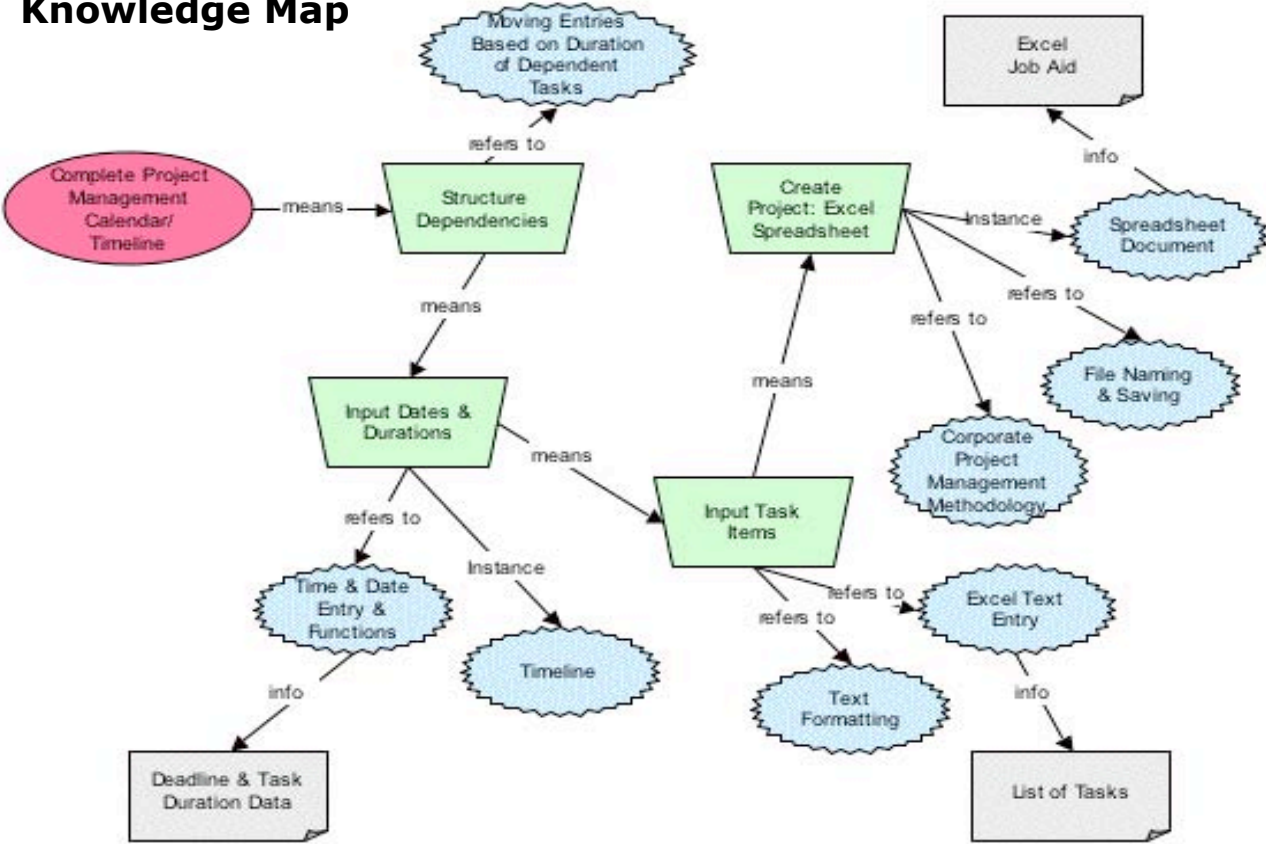 Knowledge Map
Moving Entries
Based on Duration
of Dependent
Tasks
Excel
Job Aid
refers to
info
Complete Project
Management
Calendar/
Timeline
means
Structure
Dependencies
Create
Project: Excel
Spreadsheet
Instance
Spreadsheet
Document
means
refers to
refers to
File Naming
& Saving
means
Input Dates &
Durations
means
Corporate
Project
Management
Methodology
Input Task
Items
refers to
Instance
Time & Date
Entry &
Functions
refers to
refers to
Excel Text
Entry
Timeline
info
Text
Formatting
info
Deadline & Task
Duration Data
List of Tasks